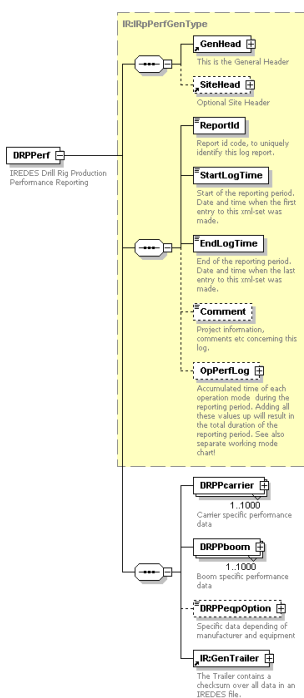 IR:IRpPerfGenType
GenHead
This is the General Header
SiteHead
Optional Site Header
ReportId
Report id code, to uniquely
identify this log report.
DRPPerf
IREDES Drill Rig Production
Performance Reporting
StartLogTime
Start of the reporting period.
Date and time when the first
entry to this xml-set was
made.
EndLogTime
End of the reporting period.
Date and time when the last
entry to this xml-set was
made.
Comment
Project information,
comments etc concerning this
log.
OpPerfLog
Accumulated time of each
operation mode during the
reporting period. Adding all
these values up will result in
the total duration of the
reporting period. See also
separate working mode
chart!
DRPPcarrier
1..1000
Carrier specific performance
data
DRPPboom
1..1000
Boom specific performance
data
DRPPeqpOption
Specific data depending of
manufacturer and equipment
IR:GenTrailer
The Trailer contains a
checksum over all data in an
IREDES file.